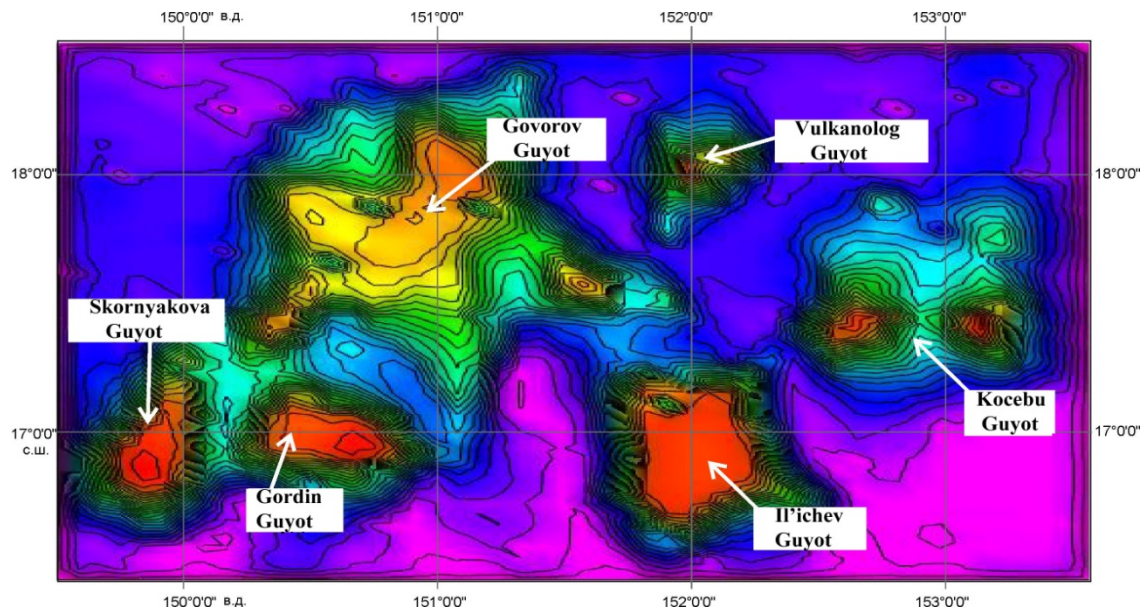 150°0'0" в.д. 151°0'0" 152°0'0" 153°0'0"
Govorov
Guyot
Vulkanolog
Guyot
18°0'0" 18°0'0"
Skornyakova
Guyot
Kocebu
Guyot
17°0'0" 17°0'0"
с.ш.
Gordin
Guyot
Il'ichev
Guyot
150°0'0" в.д. 151°0'0" 152°0'0" 153°0'0"